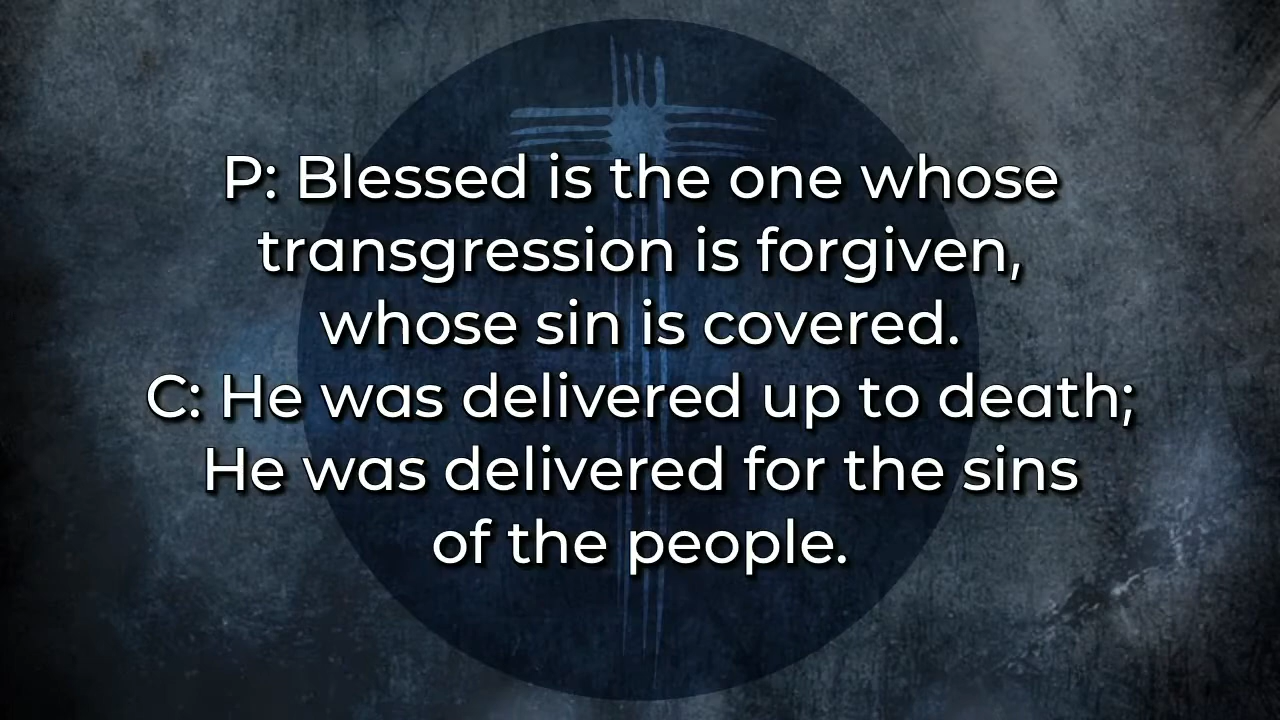 P: Blessed is the one whose
transgression is forgiven,
whose sin is covered.
C: He was delivered up to death;
He was delivered for the sins
of the people.